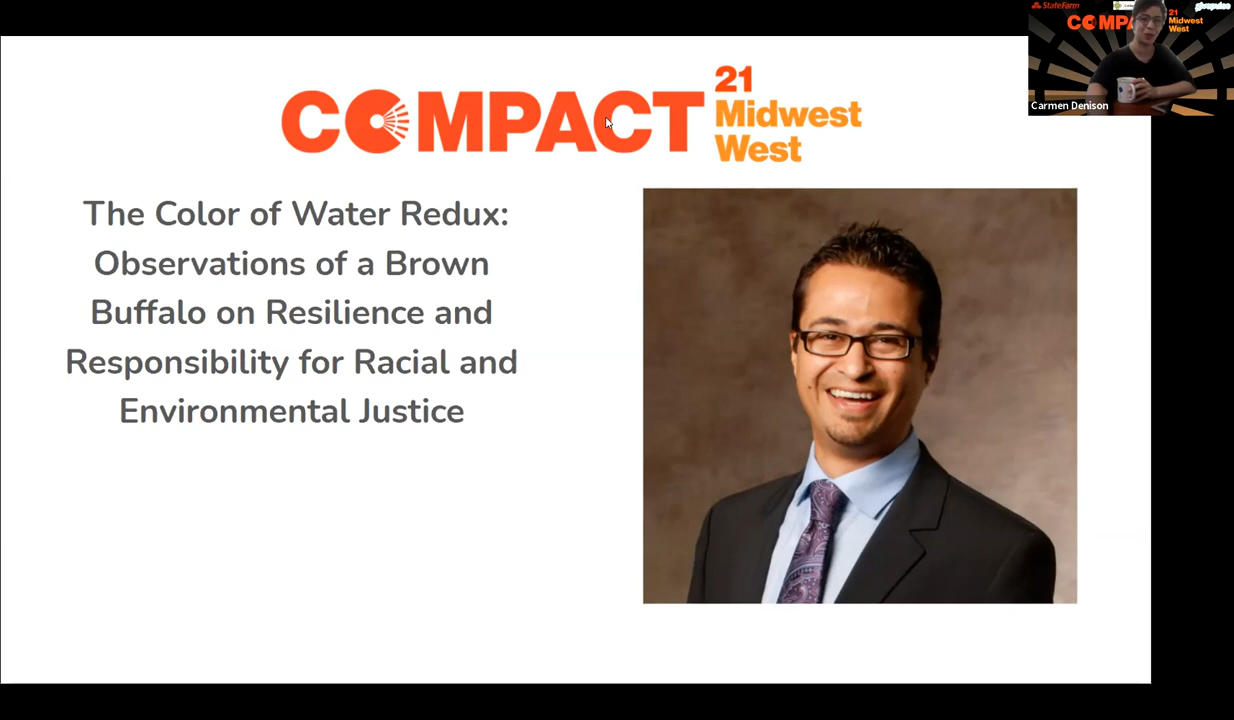 COMPACT
21
Midwest
West
The Color of Water Redux:
Observations of a Brown
Buffalo on Resilience and
Responsibility for Racial and
Environmental Justice
StateFarm
givepulse
21
Midwest
West
Carmen Denison